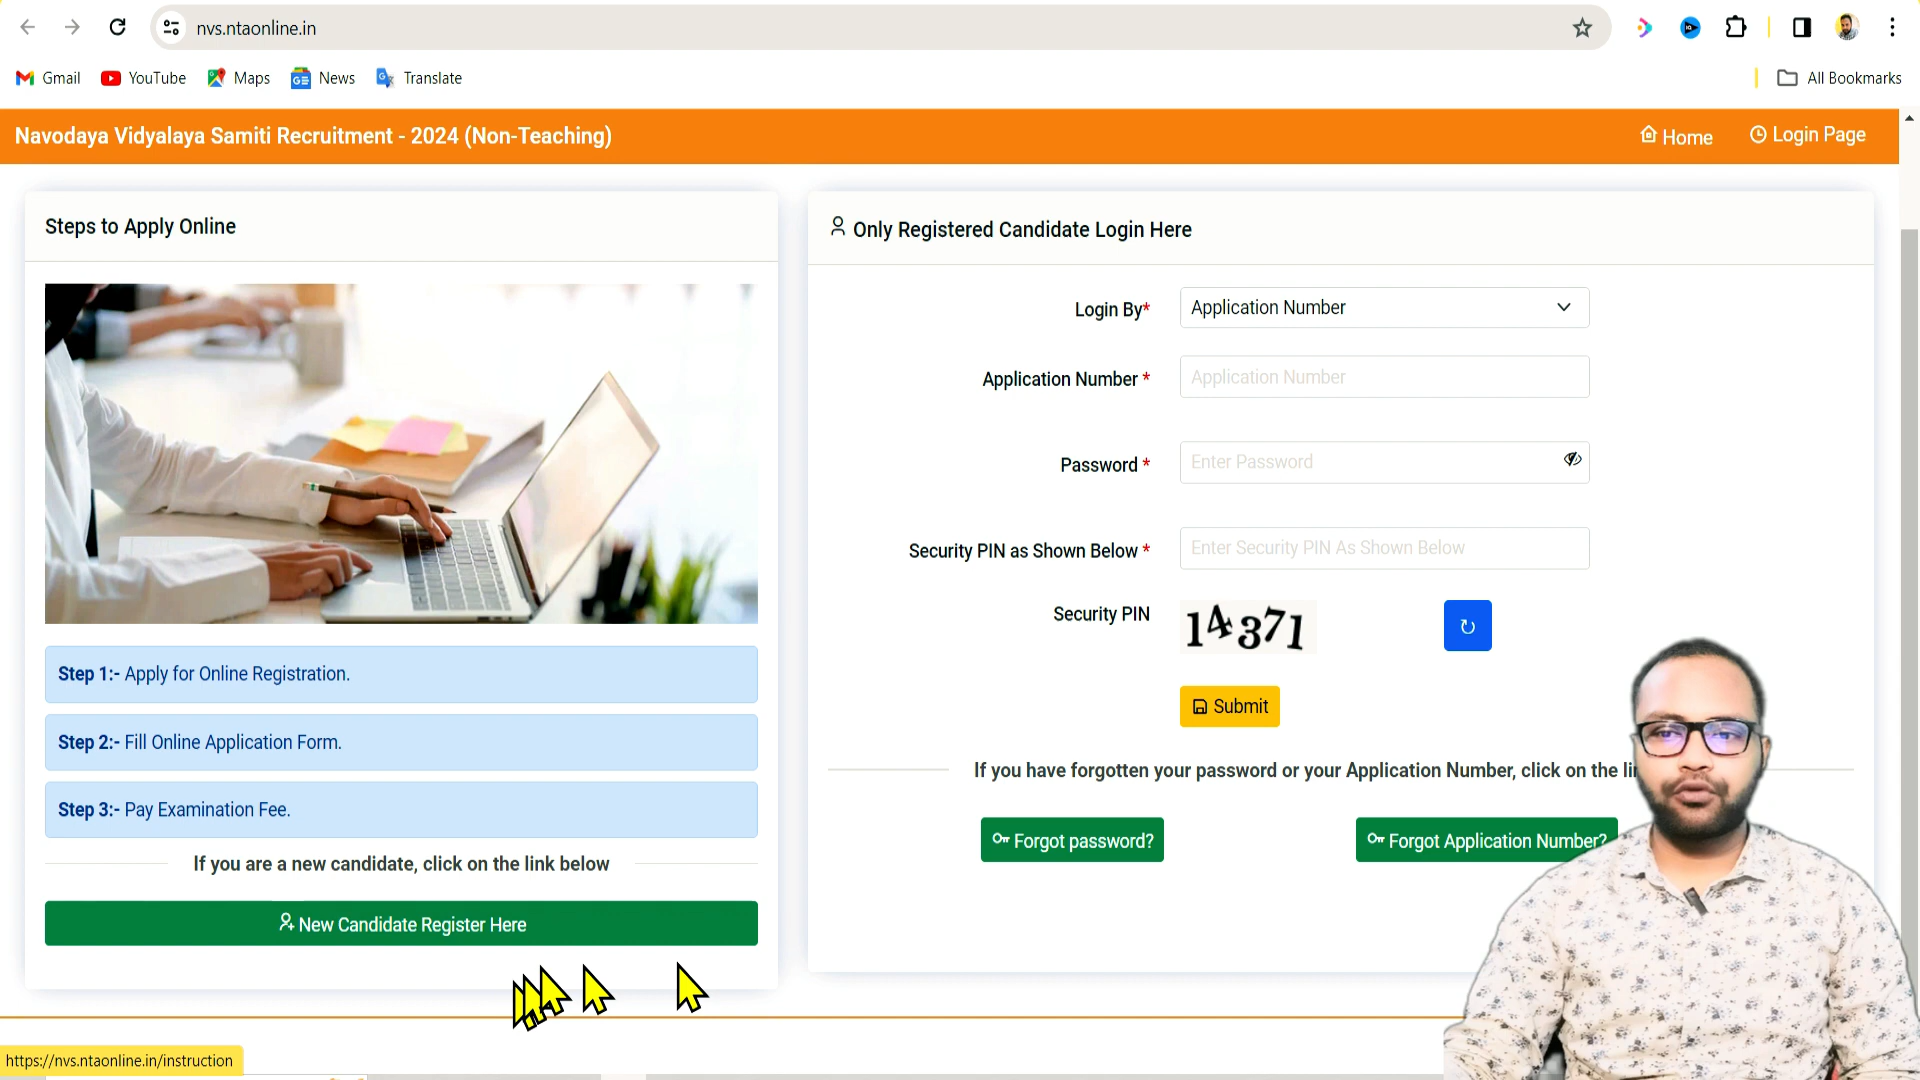 nvs.ntaonline.in
Gmail
YouTube
Maps
News
Translate
All Bookmarks
Navodaya Vidyalaya Samiti Recruitment - 2024 (Non-Teaching)
Home
Login Page
Steps to Apply Online
Step 1:- Apply for Online Registration.
Step 2:- Fill Online Application Form.
Step 3:- Pay Examination Fee.
If you are a new candidate, click on the link below
New Candidate Register Here
Only Registered Candidate Login Here
Login By*
Application Number
Application Number *
Application Number
Password *
Enter Password
Security PIN as Shown Below *
Enter Security PIN As Shown Below
Security PIN
14371
Submit
If you have forgotten your password or your Application Number, click on the
Forgot password?
Forgot Application Number?
https://nvs.ntaonline.in/instruction